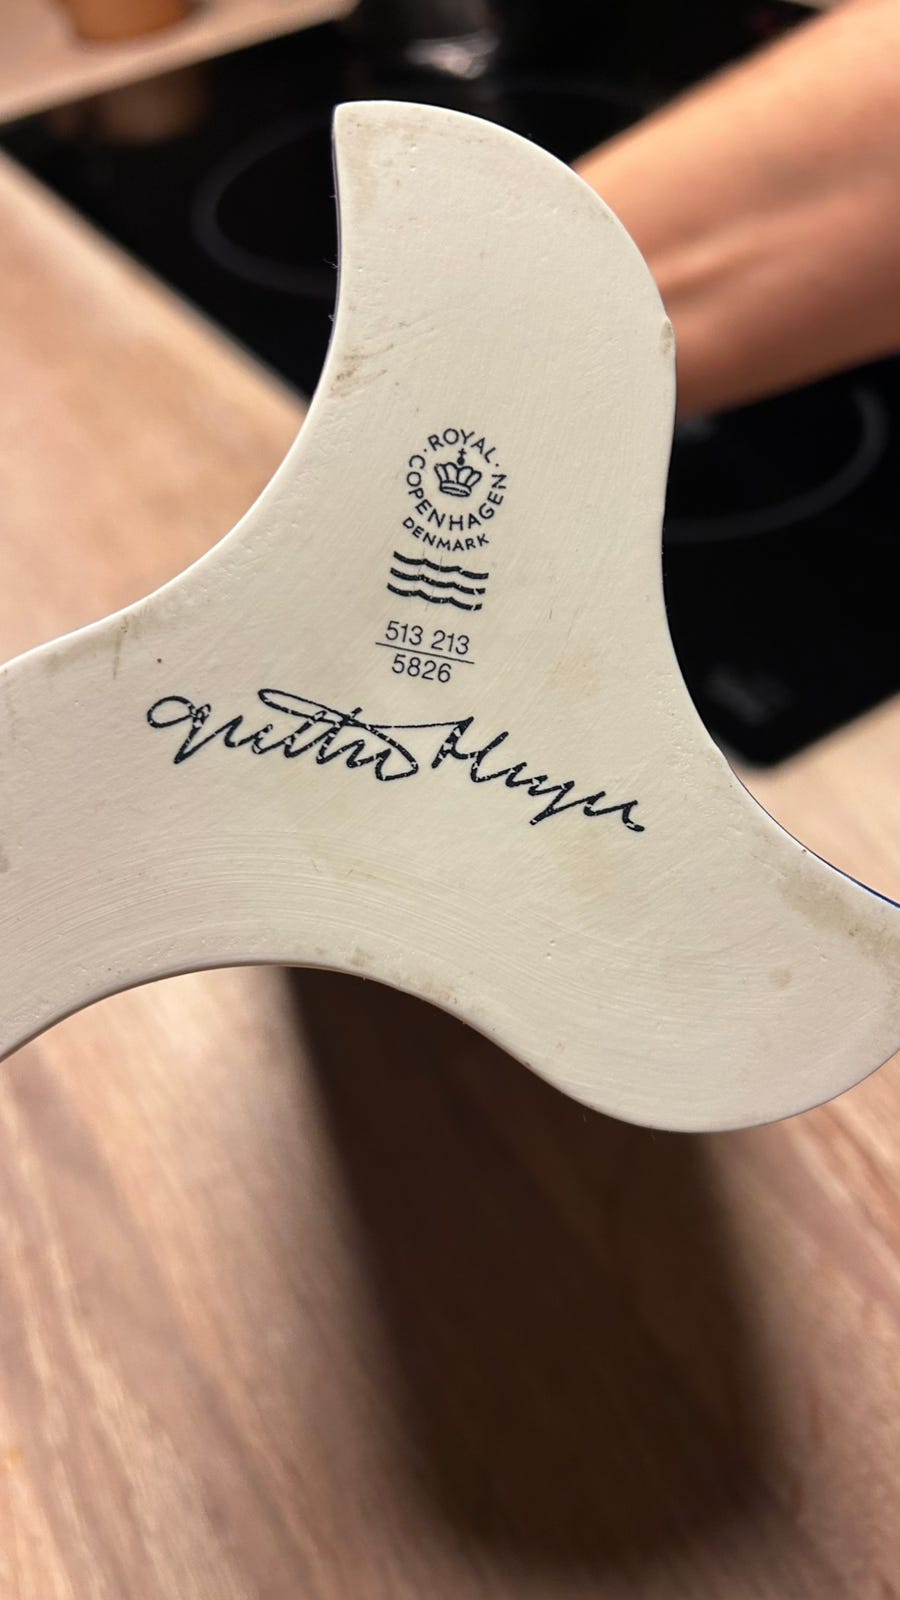 ROYAL COPENHAGEN
DENMARK
513 213
5826